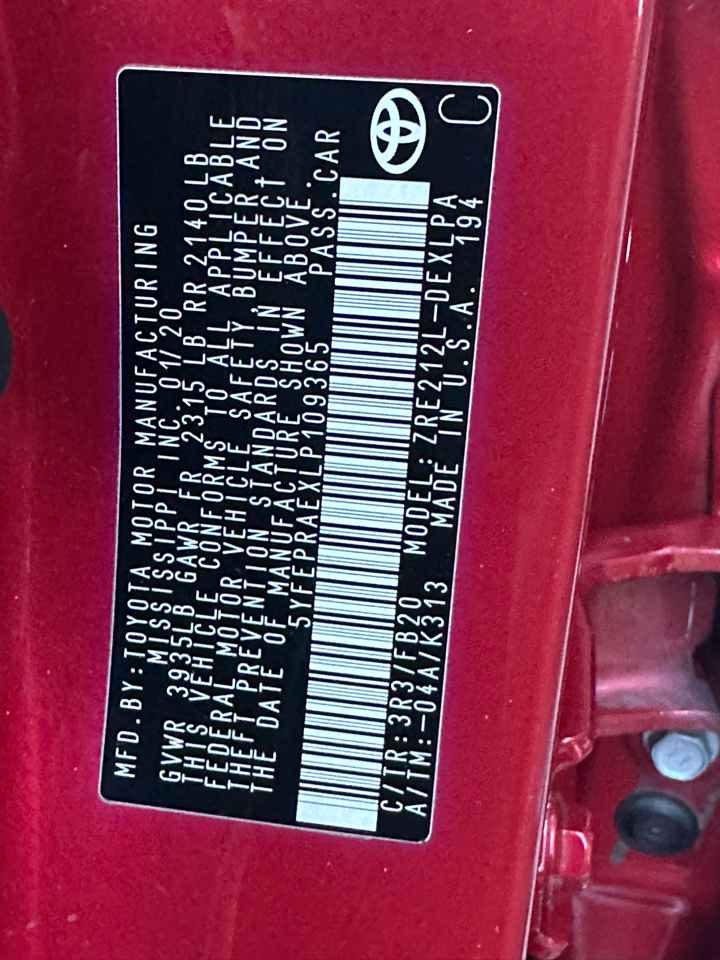 MFD.BY:TOYOTA MOTOR MANUFACTURING
MISSISSIPPI INC. 01/20
GVWR 3935LB GAWR FR 2315 LB RR 2140 LB
THIS VEHICLE CONFORMS TO ALL APPLICABLE
FEDERAL MOTOR VEHICLE SAFETY, BUMPER, AND
THEFT PREVENTION STANDARDS IN EFFECT ON
THE DATE OF MANUFACTURE SHOWN ABOVE.
5YFEPRAEXLP109365 PASS.CAR
C/TR:3R3/FB20 MODEL:ZRE212L-DEXLPA
A/TM:-04A/K313 MADE IN U.S.A. 194
C